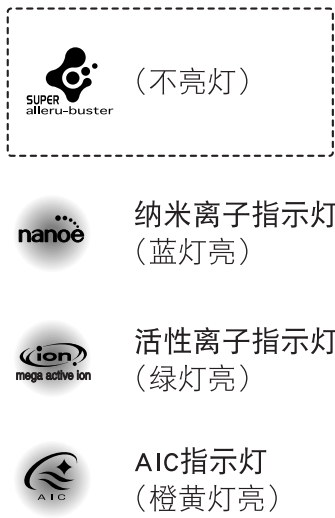 SUPER
alleru-buster
（不亮灯）
nanoe
纳米离子指示灯
（蓝灯亮）
ion
mega active ion
活性离子指示灯
（绿灯亮）
AIC
AIC指示灯
（橙黄灯亮）